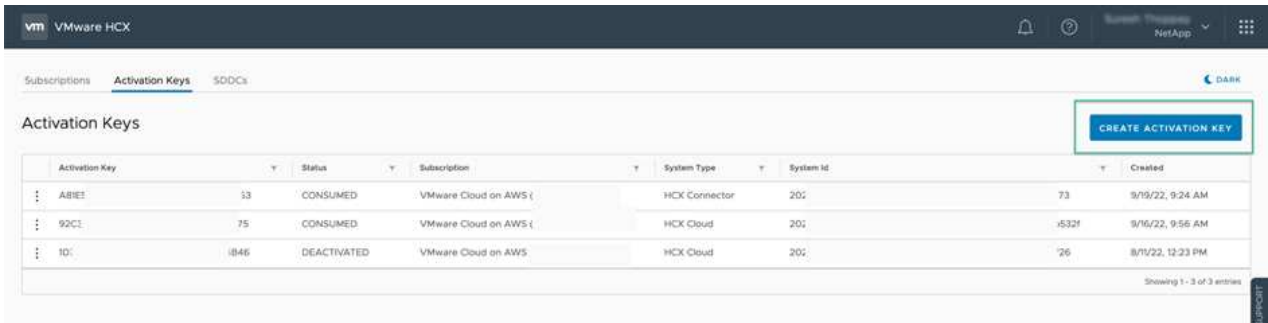 vm VMware HCX
NetApp
Subscriptions Activation Keys SDDCs DARK
Activation Keys
CREATE ACTIVATION KEY
Activation Key Status Subscription System Type System Id Created
53 CONSUMED VMware Cloud on AWS ( HCX Connector 202 73 9/19/22, 9:24 AM
92C 75 CONSUMED VMware Cloud on AWS ( HCX Cloud 202 532f 9/16/22, 9:56 AM
1D B46 DEACTIVATED VMware Cloud on AWS HCX Cloud 202 26 8/11/22, 12:23 PM
Showing 1 - 3 of 3 entries
SUPPORT